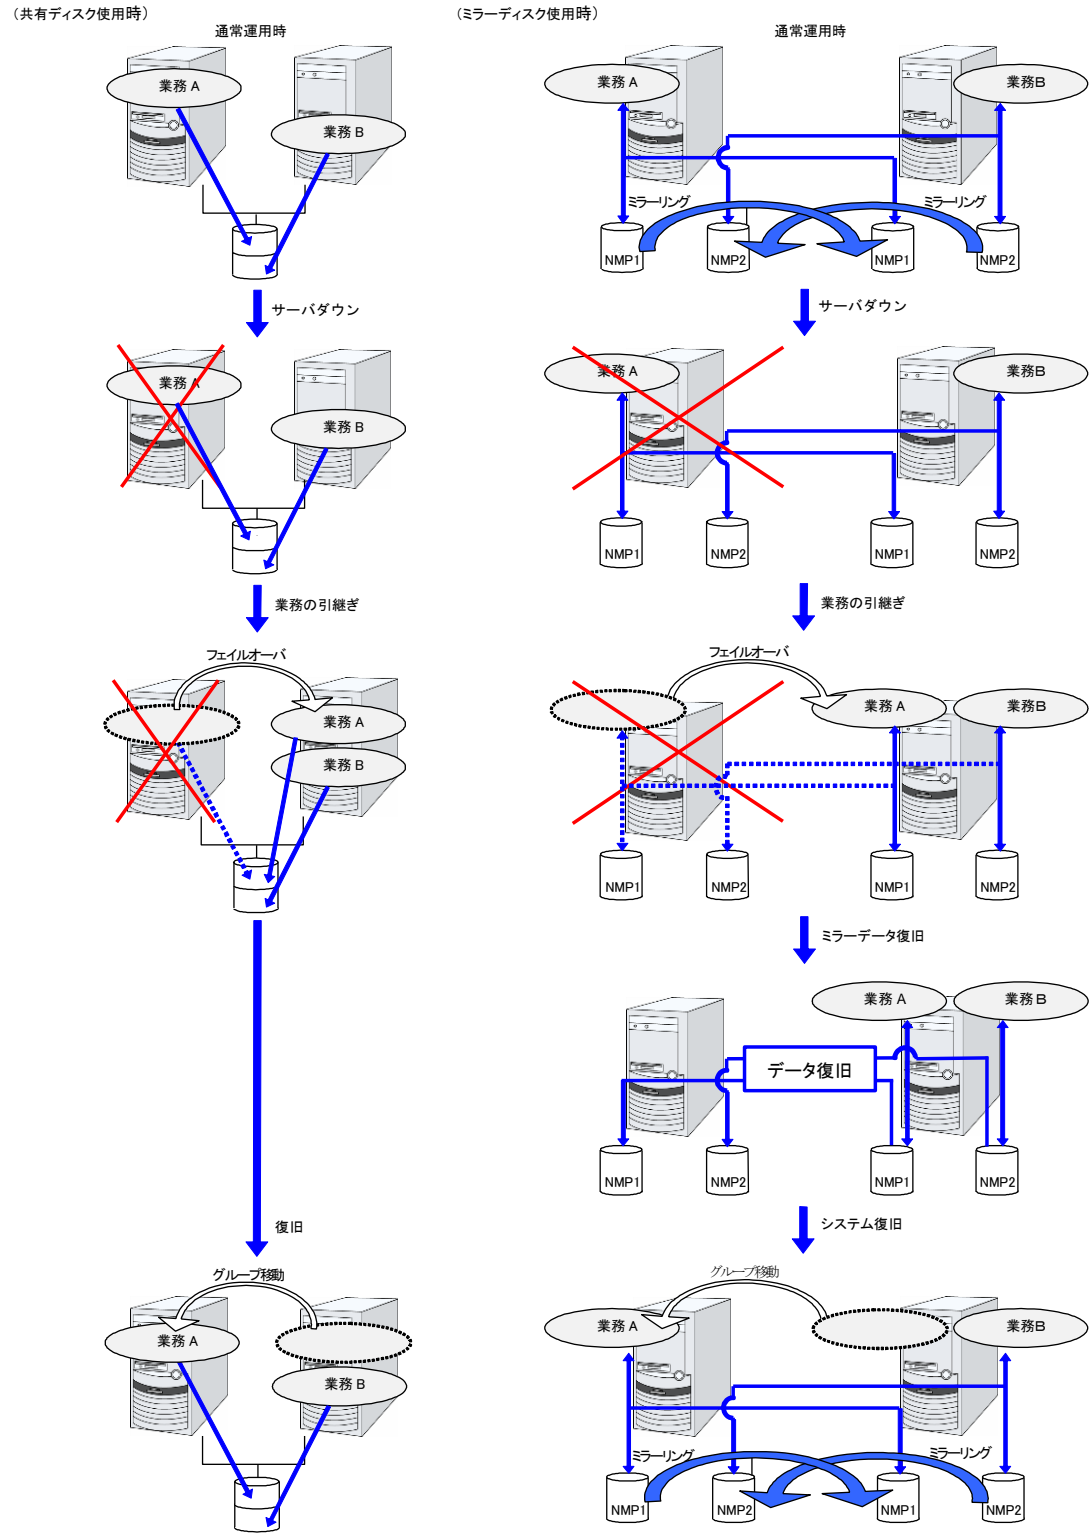 (共有ディスク使用時)
通常運用時
業務 A
業務 B
サーバダウン
業務 A
業務 B
業務の引継ぎ
フェイルオーバ
業務 A
業務 B
復旧
グループ移動
業務 A
業務 B
(ミラーディスク使用時)
通常運用時
業務 A
業務B
ミラーリング
ミラーリング
NMP1
NMP2
NMP1
NMP2
サーバダウン
業務 A
業務B
NMP1
NMP2
NMP1
NMP2
業務の引継ぎ
フェイルオーバ
業務 A
業務B
NMP1
NMP2
NMP1
NMP2
ミラーデータ復旧
業務 A
業務 B
データ復旧
NMP1
NMP2
NMP1
NMP2
システム復旧
グループ移動
業務 A
業務B
ミラーリング
ミラーリング
NMP1
NMP2
NMP1
NMP2